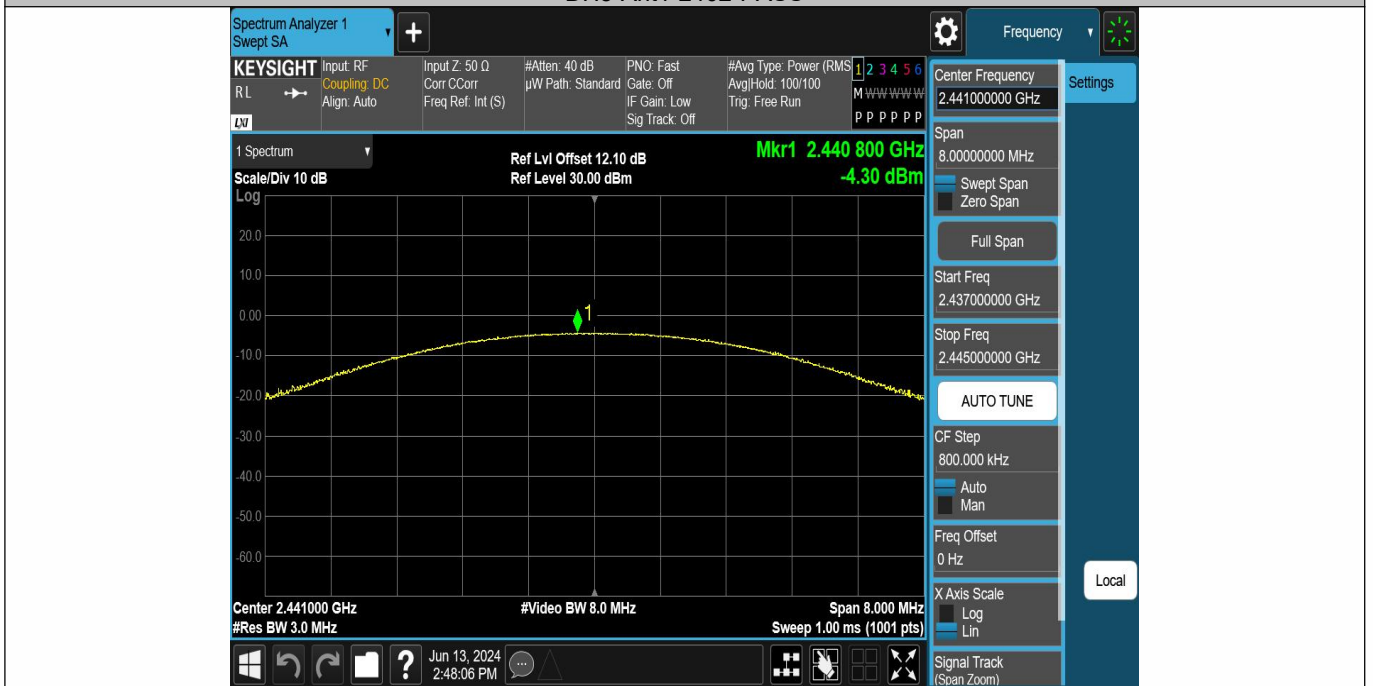 Spectrum Analyzer 1
Swept SA
+
Frequency
KEYSIGHT
RL
LXI
Input: RF
Coupling: DC
Align: Auto
Input Z: 50 Ω
Corr CCorr
Freq Ref: Int (S)
#Atten: 40 dB
µW Path: Standard
PNO: Fast
Gate: Off
IF Gain: Low
Sig Track: Off
#Avg Type: Power (RMS
Avg|Hold: 100/100
Trig: Free Run
1 2 3 4 5 6
M W W W W W
P P P P P P
Center Frequency
2.441000000 GHz
Settings
Span
8.00000000 MHz
Swept Span
Zero Span
Full Span
Start Freq
2.437000000 GHz
Stop Freq
2.445000000 GHz
AUTO TUNE
CF Step
800.000 kHz
Auto
Man
Freq Offset
0 Hz
X Axis Scale
Log
Lin
Signal Track
(Span Zoom)
Local
1 Spectrum
Scale/Div 10 dB
Ref Lvl Offset 12.10 dB
Ref Level 30.00 dBm
Mkr1 2.440 800 GHz
-4.30 dBm
Log
20.0
10.0
0.00
-10.0
-20.0
-30.0
-40.0
-50.0
-60.0
1
Center 2.441000 GHz
#Res BW 3.0 MHz
#Video BW 8.0 MHz
Span 8.000 MHz
Sweep 1.00 ms (1001 pts)
?
Jun 13, 2024
2:48:06 PM